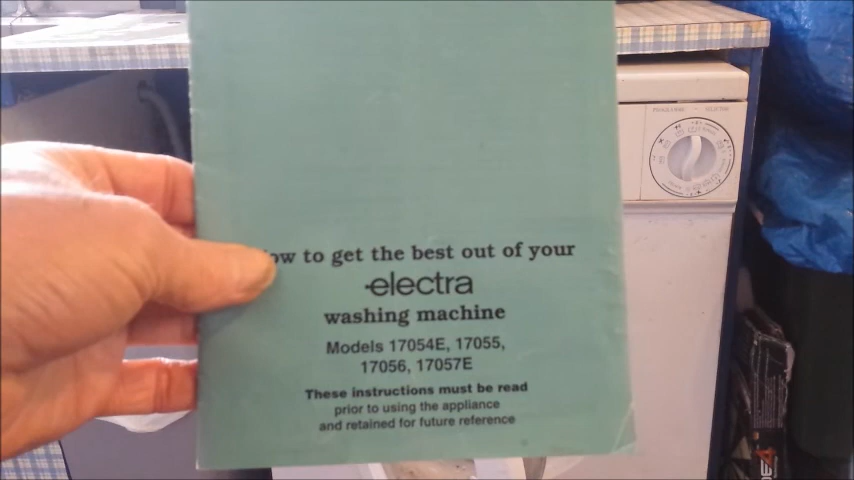 ow to get the best out of your
electra
washing machine
Models 17054E, 17055,
17056, 17057E
These instructions must be read
prior to using the appliance
and retained for future reference